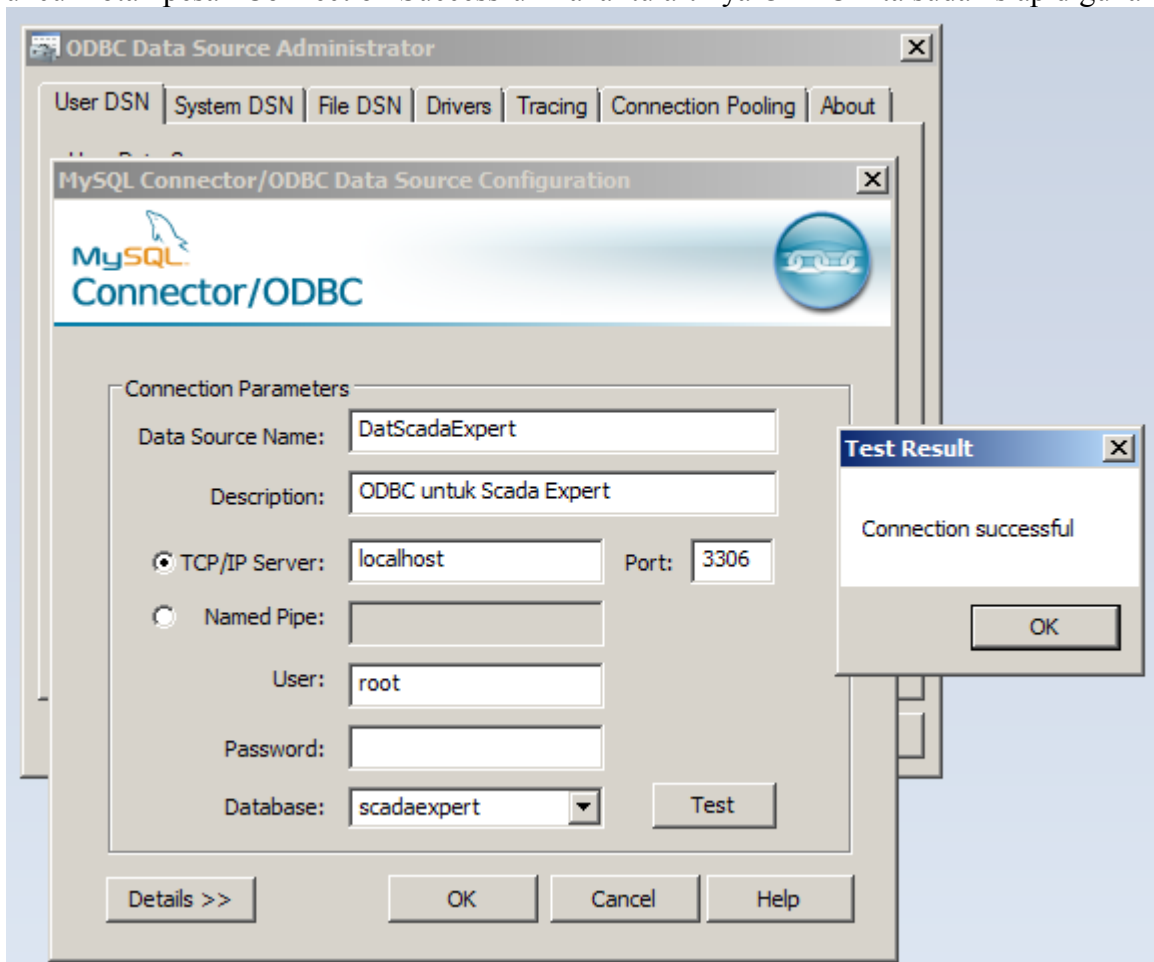 ODBC Data Source Administrator
User DSN System DSN File DSN Drivers Tracing Connection Pooling About
MySQL Connector/ODBC Data Source Configuration
MySQL
Connector/ODBC
Connection Parameters
Data Source Name: DatScadaExpert
Description: ODBC untuk Scada Expert
TCP/IP Server: localhost Port: 3306
Named Pipe:
User: root
Password:
Database: scadaexpert Test
Details >> OK Cancel Help
Test Result
Connection successful
OK